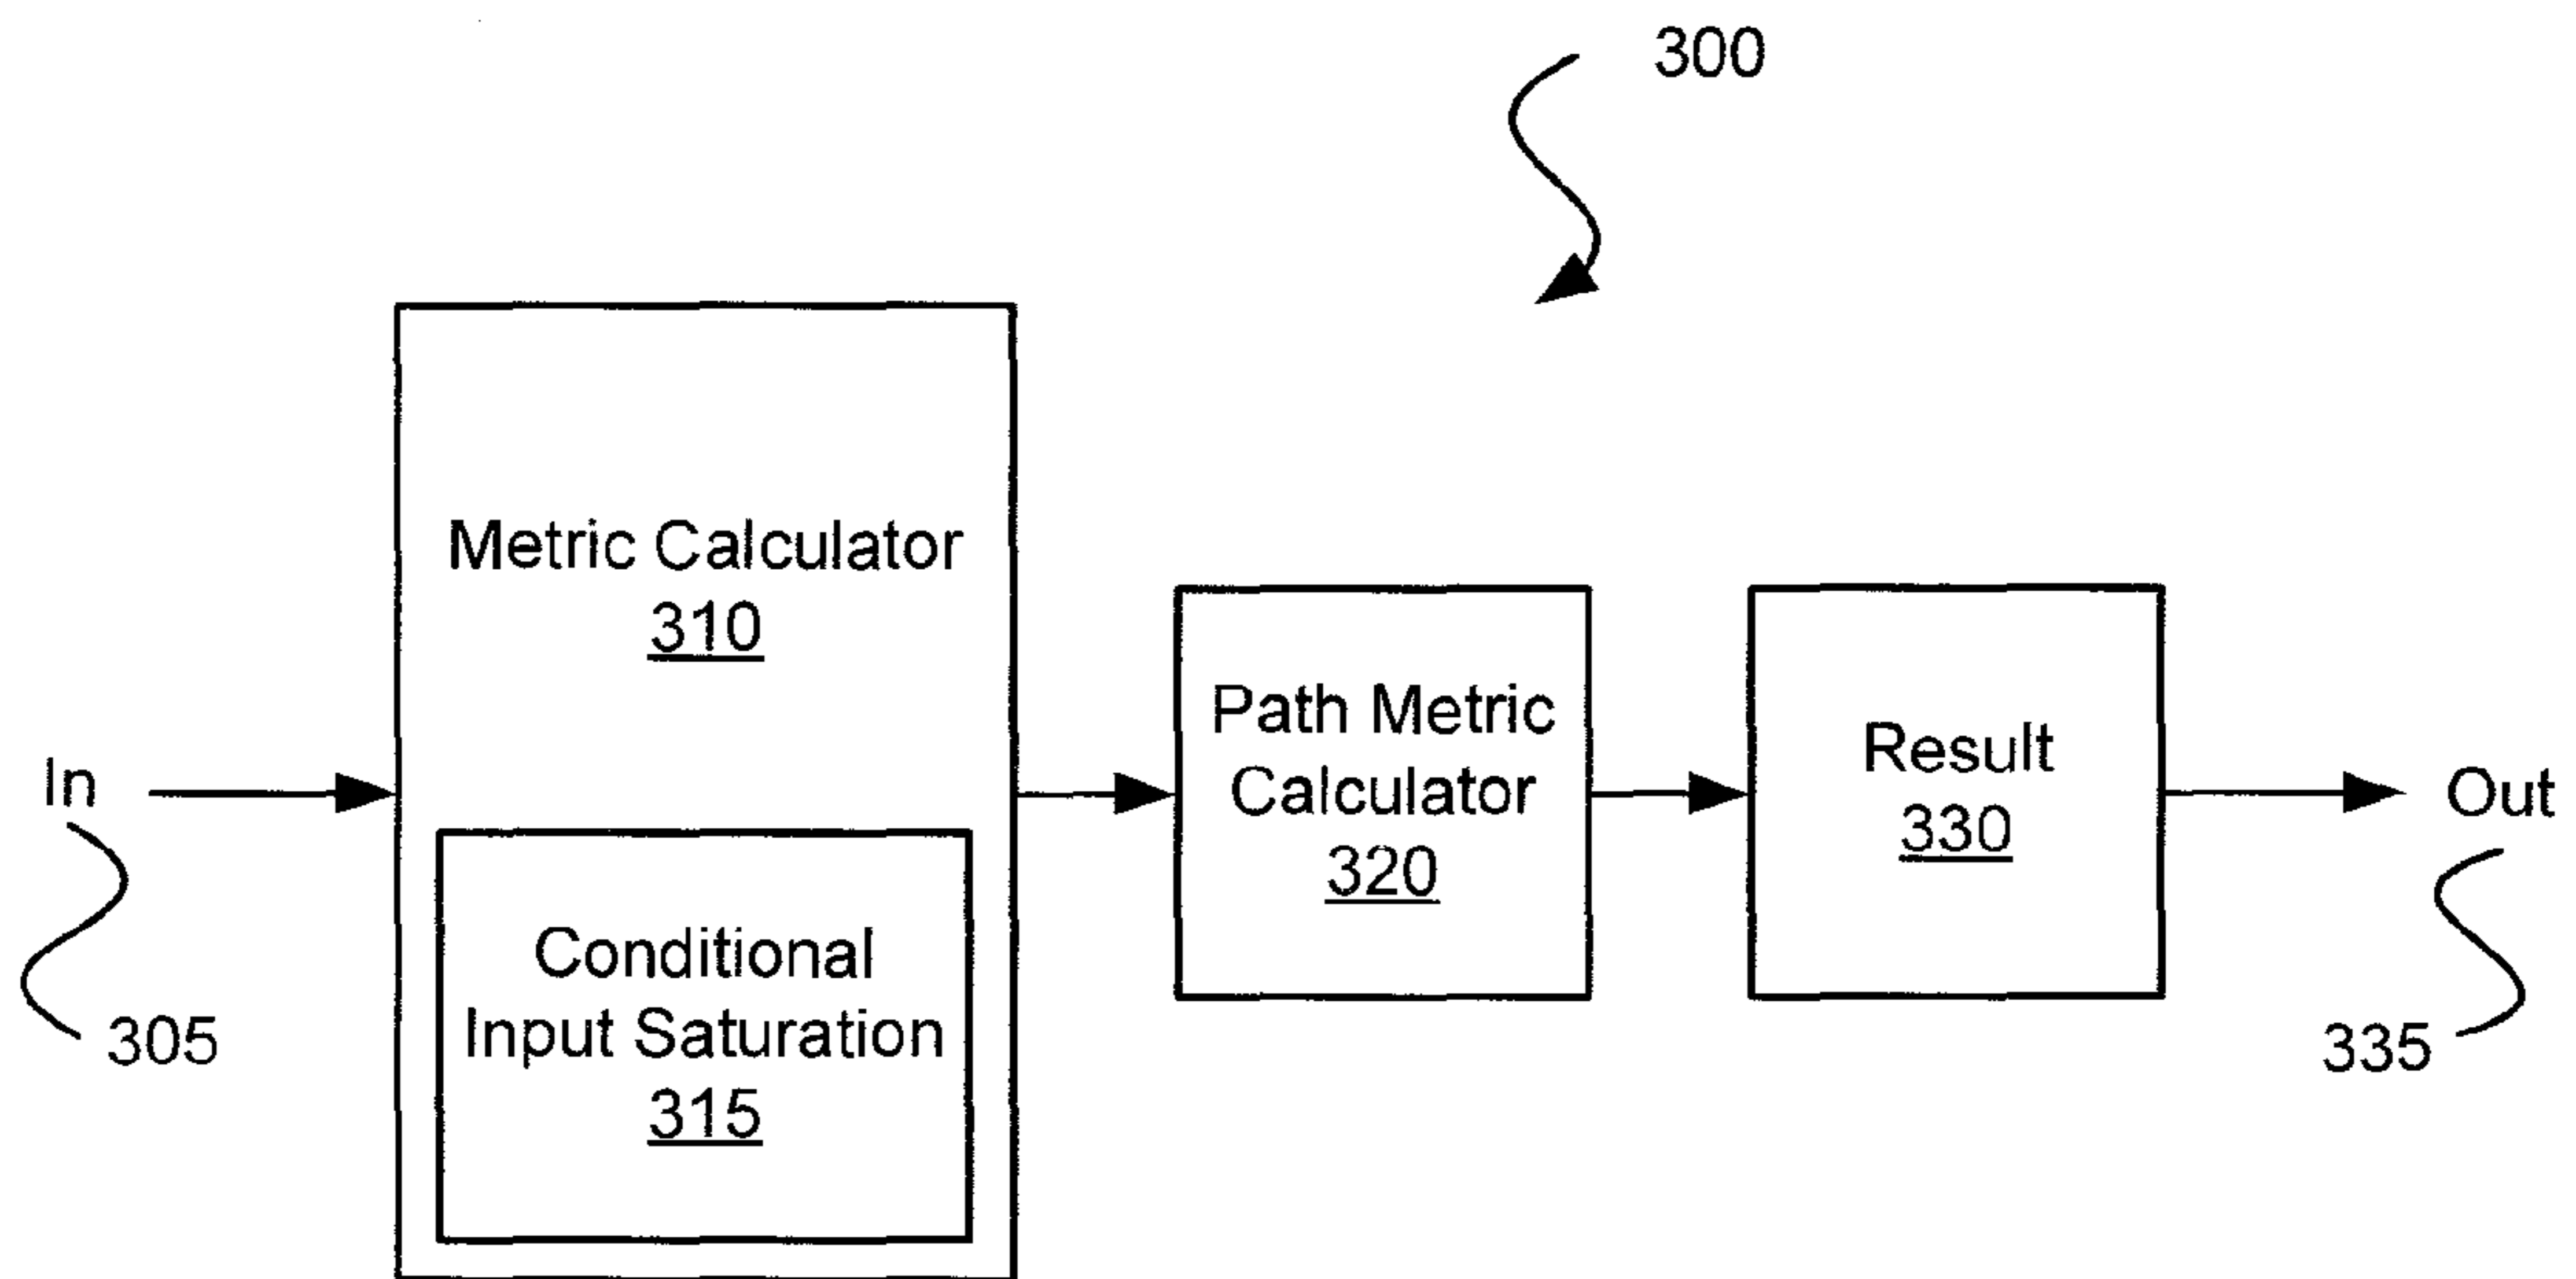 300
Metric Calculator
310
Path Metric
Calculator
320
Result
330
In
Out
305
Conditional
Input Saturation
315
335